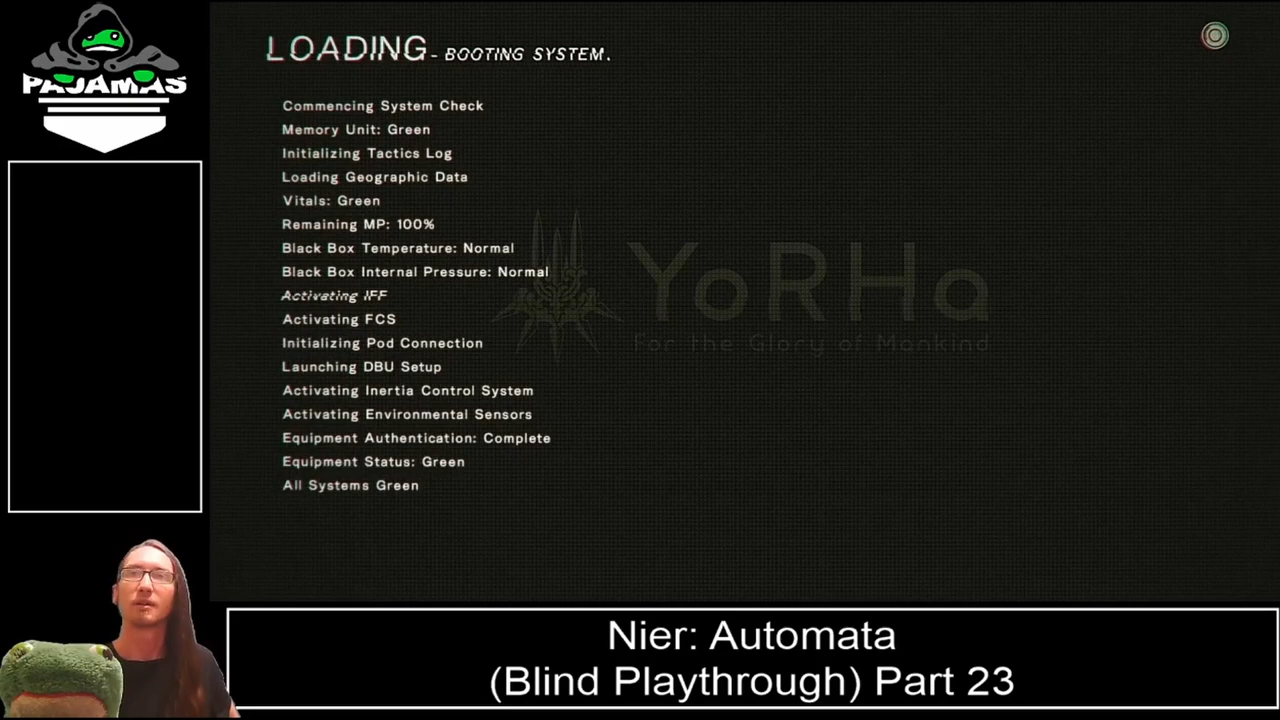 PAJAMAS
LOADING - BOOTING SYSTEM.
Commencing System Check
Memory Unit: Green
Initializing Tactics Log
Loading Geographic Data
Vitals: Green
Remaining MP: 100%
Black Box Temperature: Normal
Black Box Internal Pressure: Normal
Activating IFF
Activating FCS
Initializing Pod Connection
Launching DBU Setup
Activating Inertia Control System
Activating Environmental Sensors
Equipment Authentication: Complete
Equipment Status: Green
All Systems Green
YoRHa
For the Glory of Mankind
Nier: Automata
(Blind Playthrough) Part 23